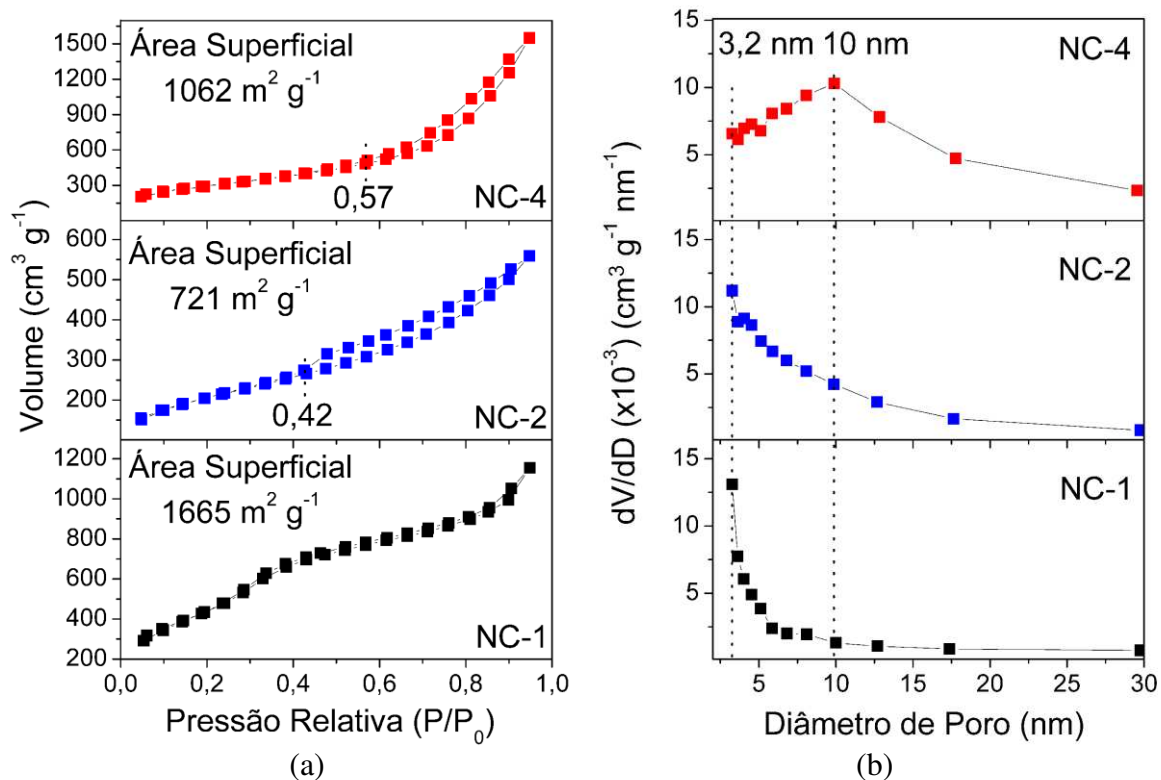 Área Superficial
1062 m² g⁻¹
0,57
NC-4
1500
1200
900
600
300
Área Superficial
721 m² g⁻¹
0,42
NC-2
600
500
400
300
200
Área Superficial
1665 m² g⁻¹
NC-1
1200
1000
800
600
400
200
Volume (cm³ g⁻¹)
0,0 0,2 0,4 0,6 0,8 1,0
Pressão Relativa (P/P₀)
(a)
3,2 nm 10 nm
NC-4
15
10
5
NC-2
15
10
5
NC-1
15
10
5
dV/dD (x10⁻³) (cm³ g⁻¹ nm⁻¹)
5 10 15 20 25 30
Diâmetro de Poro (nm)
(b)